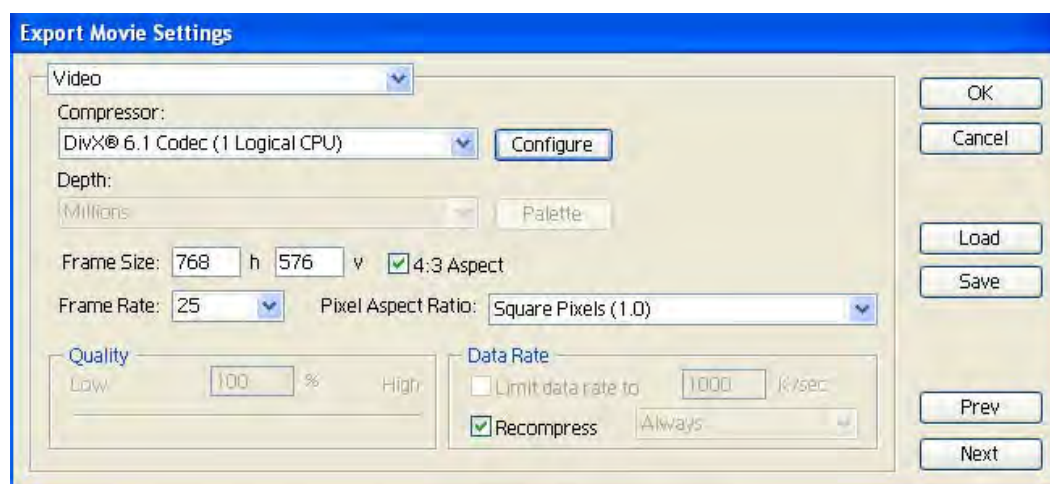 Export Movie Settings
Video
OK
Compressor:
DivX® 6.1 Codec (1 Logical CPU)
Configure
Cancel
Depth:
Millions
Palette
Load
Frame Size: 768 h 576 v 4:3 Aspect
Save
Frame Rate: 25 Pixel Aspect Ratio: Square Pixels (1.0)
Quality
Low 100 % High
Data Rate
Limit data rate to 1000 K/sec
Recompress Always
Prev
Next